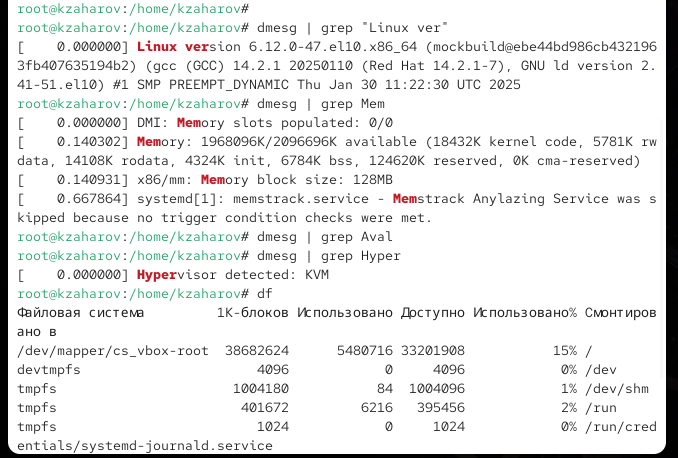 root@kzaharov:/home/kzaharov#
root@kzaharov:/home/kzaharov# dmesg | grep "Linux ver"
[    0.000000] Linux version 6.12.0-47.el10.x86_64 (mockbuild@ebe44bd986cb432196
3fb407635194b2) (gcc (GCC) 14.2.1 20250110 (Red Hat 14.2.1-7), GNU ld version 2.
41-51.el10) #1 SMP PREEMPT_DYNAMIC Thu Jan 30 11:22:30 UTC 2025
root@kzaharov:/home/kzaharov# dmesg | grep Mem
[    0.000000] DMI: Memory slots populated: 0/0
[    0.140302] Memory: 1968096K/2096696K available (18432K kernel code, 5781K rw
data, 14108K rodata, 4324K init, 6784K bss, 124620K reserved, 0K cma-reserved)
[    0.140931] x86/mm: Memory block size: 128MB
[    0.667864] systemd[1]: memstrack.service - Memstrack Anylazing Service was s
kipped because no trigger condition checks were met.
root@kzaharov:/home/kzaharov# dmesg | grep Aval
root@kzaharov:/home/kzaharov# dmesg | grep Hyper
[    0.000000] Hypervisor detected: KVM
root@kzaharov:/home/kzaharov# df
Файловая система         1K-блоков Использовано Доступно Использовано% Смонтиров
ано в
/dev/mapper/cs_vbox-root  38682624      5480716 33201908           15% /
devtmpfs                      4096            0     4096            0% /dev
tmpfs                      1004180           84  1004096            1% /dev/shm
tmpfs                       401672         6216   395456            2% /run
tmpfs                         1024            0     1024            0% /run/cred
entials/systemd-journald.service